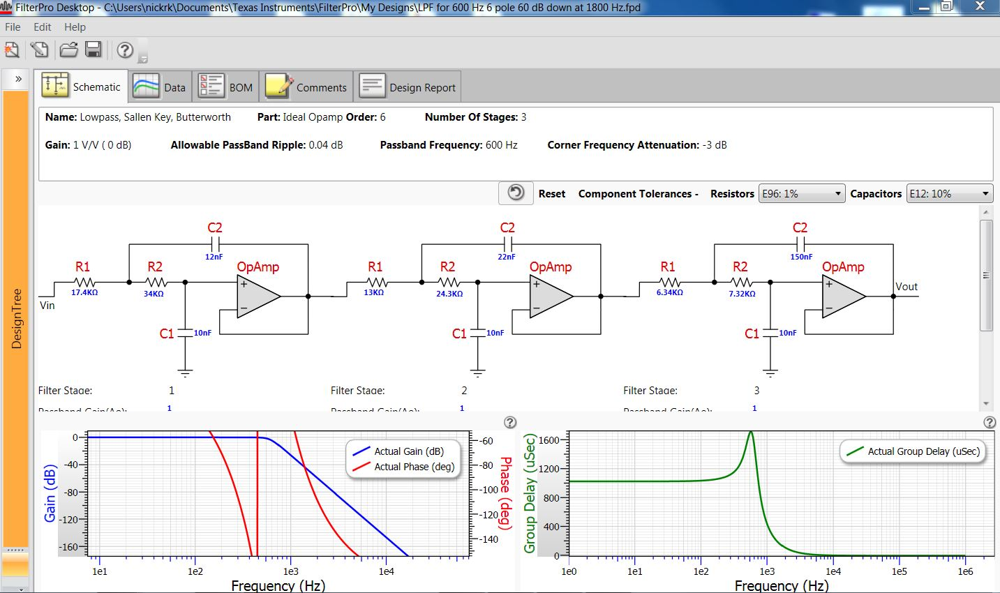 FilterPro Desktop - C:\Users\nickrk\Documents\Texas Instruments\FilterPro\My Designs\LPF for 600 Hz 6 pole 60 dB down at 1800 Hz.fpd
File Edit Help
Schematic Data BOM Comments Design Report
Name: Lowpass, Sallen Key, Butterworth Part: Ideal Opamp Order: 6 Number Of Stages: 3
Gain: 1 V/V ( 0 dB) Allowable PassBand Ripple: 0.04 dB Passband Frequency: 600 Hz Corner Frequency Attenuation: -3 dB
Reset Component Tolerances - Resistors E96: 1% Capacitors E12: 10%
DesignTree
C2 C2 C2
12nF 22nF 150nF
R1 R2 OpAmp R1 R2 OpAmp R1 R2 OpAmp
17.4KΩ 34KΩ 13KΩ 24.3KΩ 6.34KΩ 7.32KΩ
Vin Vout
C1 10nF C1 10nF C1 10nF
Filter Stage: 1 Filter Stage: 2 Filter Stage: 3
Passband Gain(Ao): 1 Passband Gain(Ao): 1 Passband Gain(Ao): 1
Gain (dB)
0
-40
-80
-120
-160
Actual Gain (dB)
Actual Phase (deg)
-60
-80
-100
-120
-140
Phase (deg)
1e1 1e2 1e3 1e4
Frequency (Hz)
Group Delay (uSec)
1600
1200
800
400
0
Actual Group Delay (uSec)
1e0 1e1 1e2 1e3 1e4 1e5 1e6
Frequency (Hz)